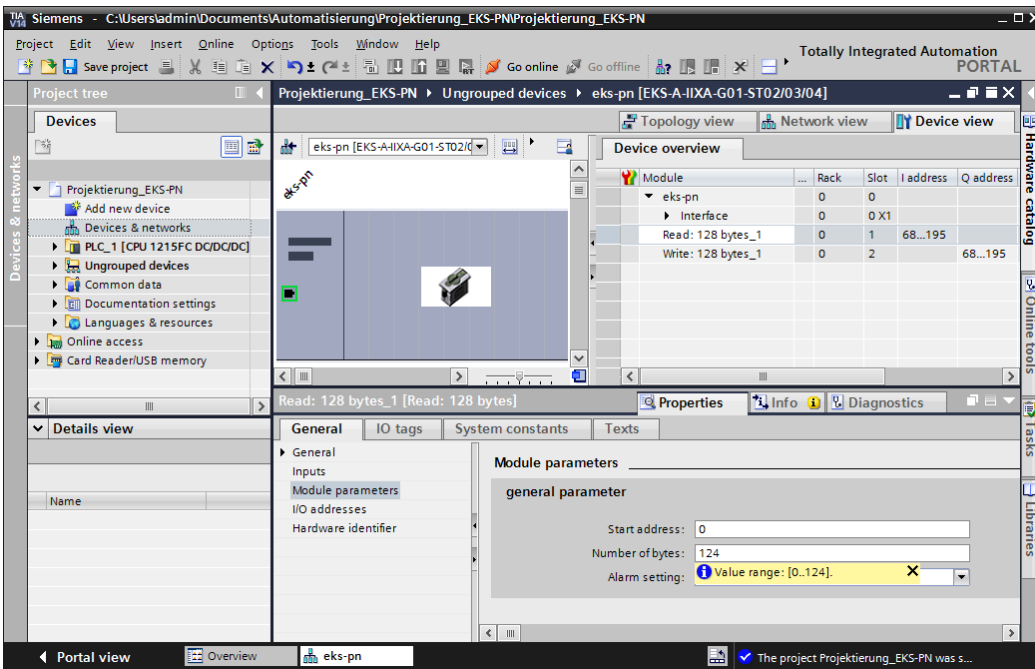 TIA V14 Siemens - C:\Users\admin\Documents\Automatisierung\Projektierung_EKS-PN\Projektierung_EKS-PN
Project Edit View Insert Online Options Tools Window Help
Totally Integrated Automation
PORTAL
Save project Go online Go offline
Project tree
Devices
Projektierung_EKS-PN
Add new device
Devices & networks
PLC_1 [CPU 1215FC DC/DC/DC]
Ungrouped devices
Common data
Documentation settings
Languages & resources
Online access
Card Reader/USB memory
Details view
Name
Devices & networks
Projektierung_EKS-PN Ungrouped devices eks-pn [EKS-A-IIXA-G01-ST02/03/04]
Topology view Network view Device view
eks-pn [EKS-A-IIXA-G01-ST02/0
eks-pn
Device overview
Module ... Rack Slot I address Q address
eks-pn 0 0
Interface 0 0 X1
Read: 128 bytes_1 0 1 68...195
Write: 128 bytes_1 0 2 68...195
Read: 128 bytes_1 [Read: 128 bytes]
Properties Info Diagnostics
General IO tags System constants Texts
General
Inputs
Module parameters
I/O addresses
Hardware identifier
Module parameters
general parameter
Start address: 0
Number of bytes: 124
Alarm setting: Value range: [0..124].
Hardware catalog
Online tools
Tasks
Libraries
Portal view Overview eks-pn
The project Projektierung_EKS-PN was s...